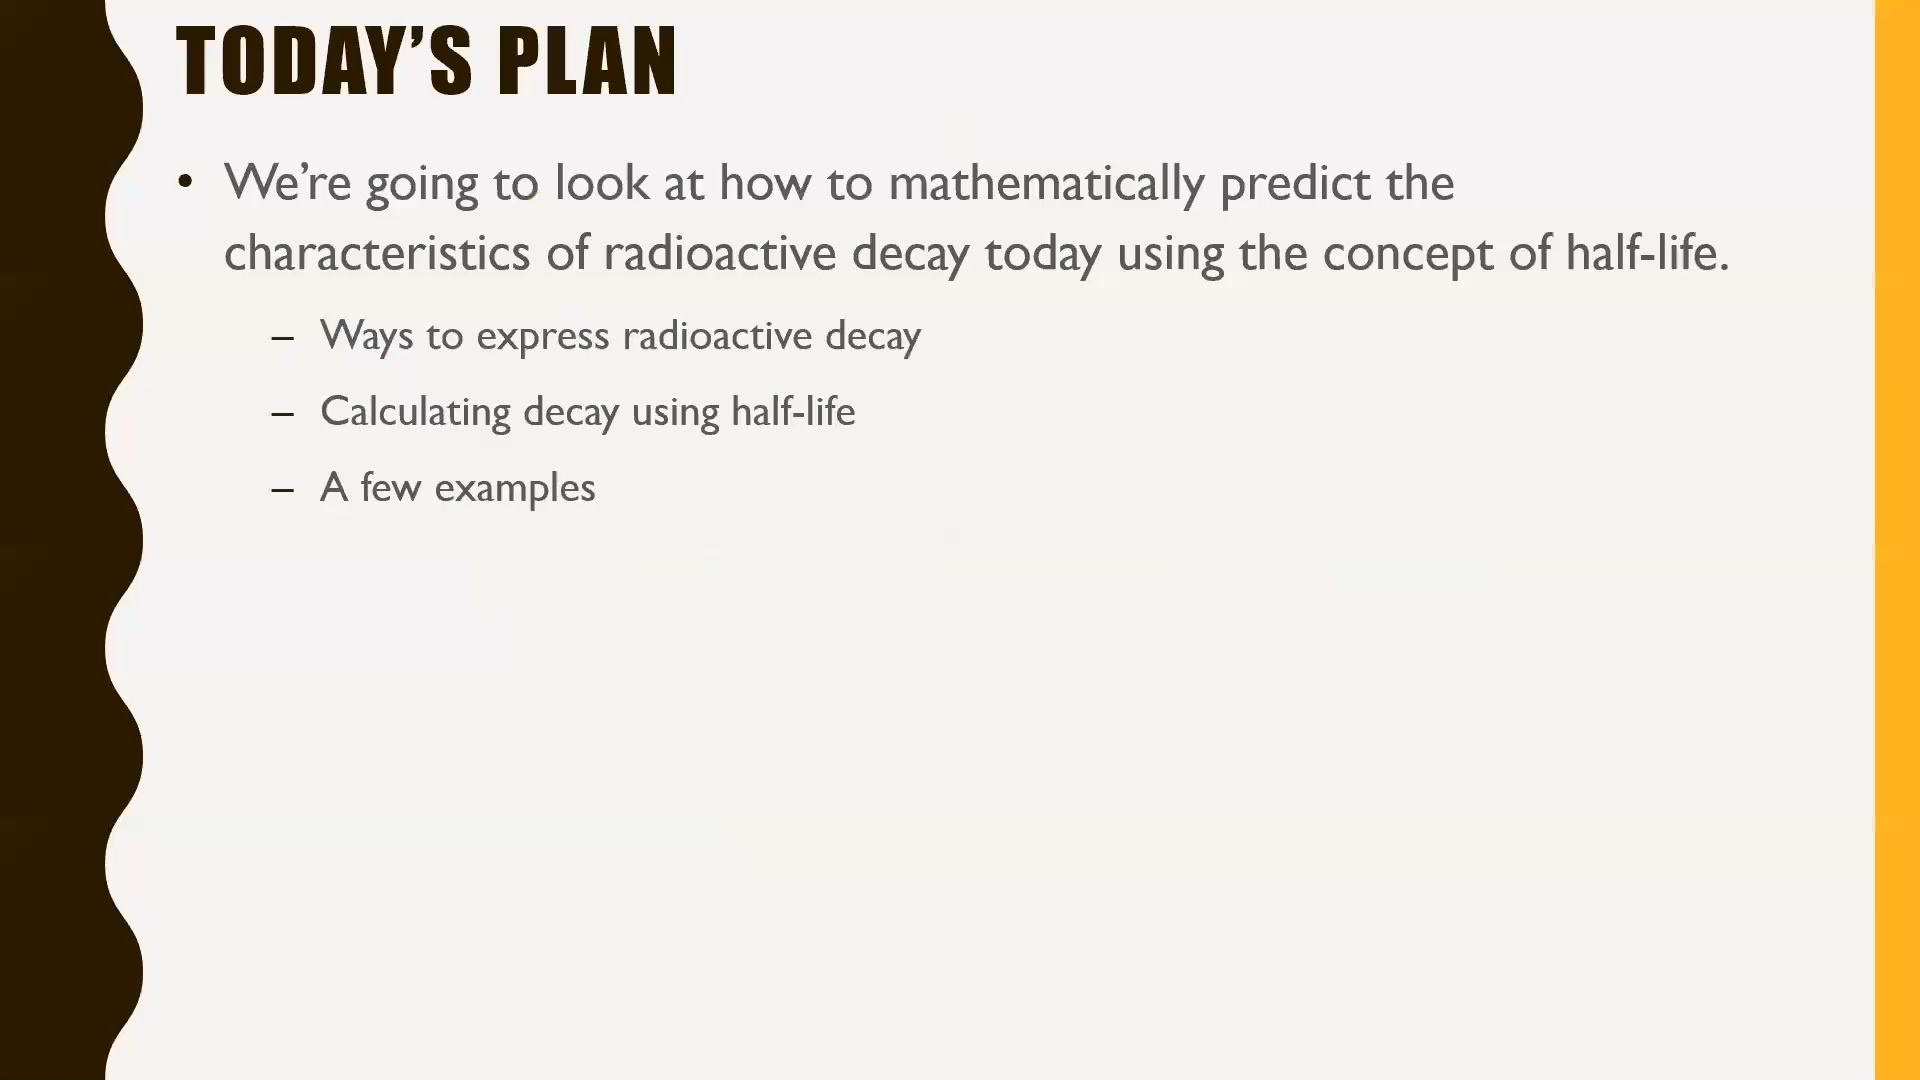 TODAY’S PLAN
• We’re going to look at how to mathematically predict the
characteristics of radioactive decay today using the concept of half-life.
– Ways to express radioactive decay
– Calculating decay using half-life
– A few examples